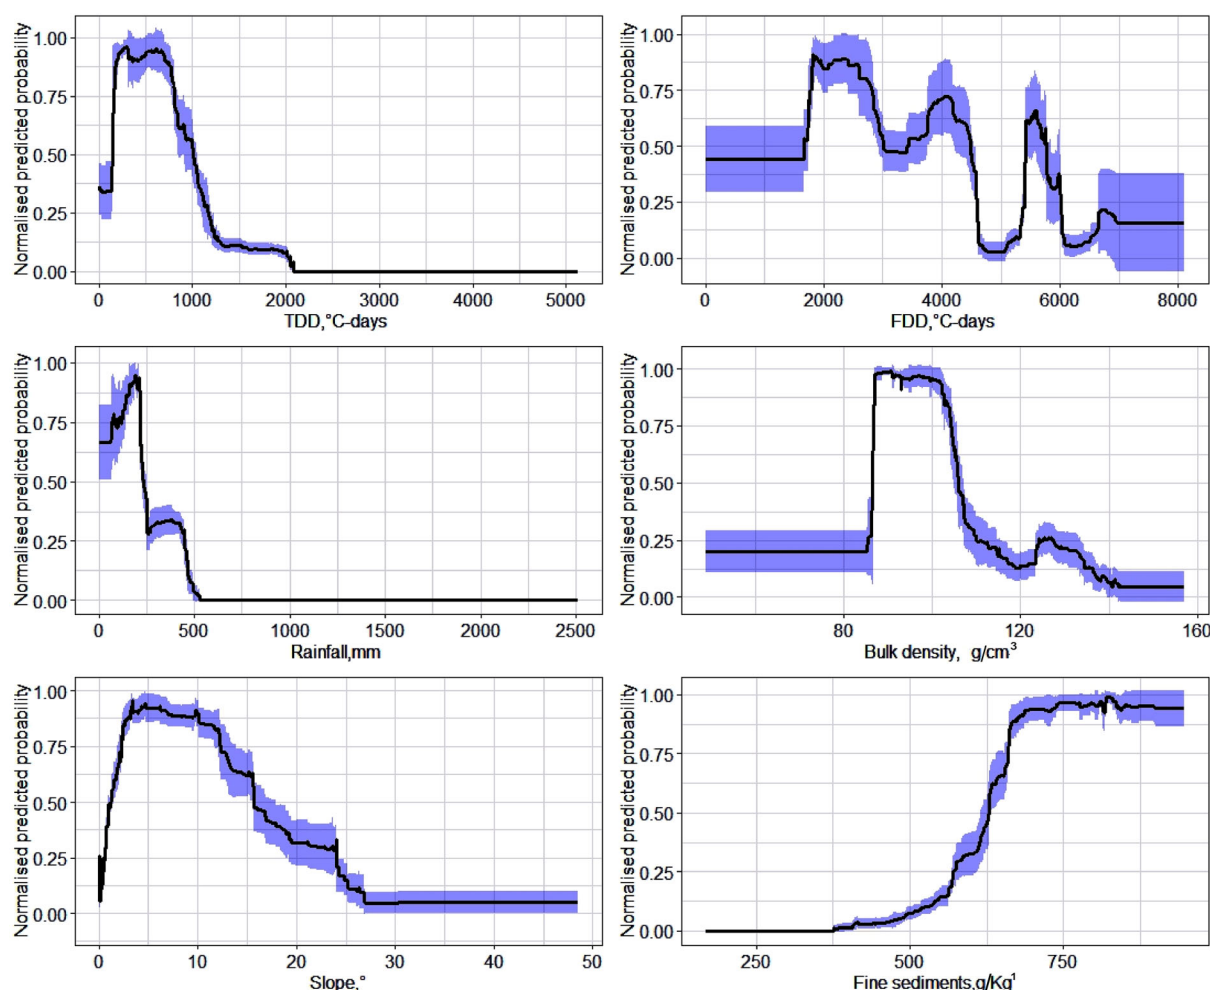 Normalised predicted probability
1.00
0.75
0.50
0.25
0.00
0 1000 2000 3000 4000 5000
TDD,°C-days
Normalised predicted probability
1.00
0.75
0.50
0.25
0.00
0 2000 4000 6000 8000
FDD,°C-days
Normalised predicted probability
1.00
0.75
0.50
0.25
0.00
0 500 1000 1500 2000 2500
Rainfall,mm
Normalised predicted probability
1.00
0.75
0.50
0.25
0.00
80 120 160
Bulk density, g/cm³
Normalised predicted probability
1.00
0.75
0.50
0.25
0.00
0 10 20 30 40 50
Slope,°
Normalised predicted probability
1.00
0.75
0.50
0.25
0.00
250 500 750
Fine sediments,g/Kg¹